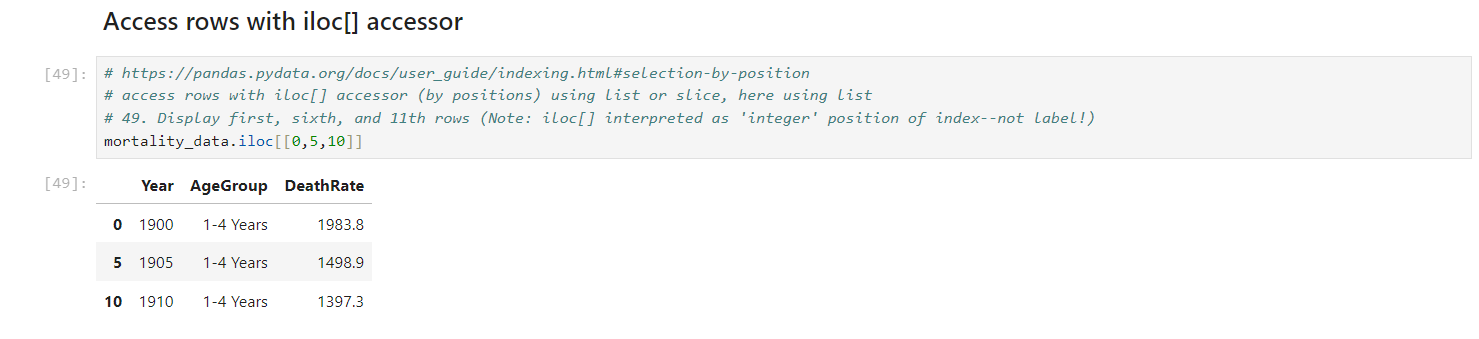 Access rows with iloc[] accessor
[49]: # https://pandas.pydata.org/docs/user_guide/indexing.html#selection-by-position
# access rows with iloc[] accessor (by positions) using list or slice, here using list
# 49. Display first, sixth, and 11th rows (Note: iloc[] interpreted as 'integer' position of index--not label!)
mortality_data.iloc[[0,5,10]]
[49]: Year AgeGroup DeathRate
0 1900 1-4 Years 1983.8
5 1905 1-4 Years 1498.9
10 1910 1-4 Years 1397.3